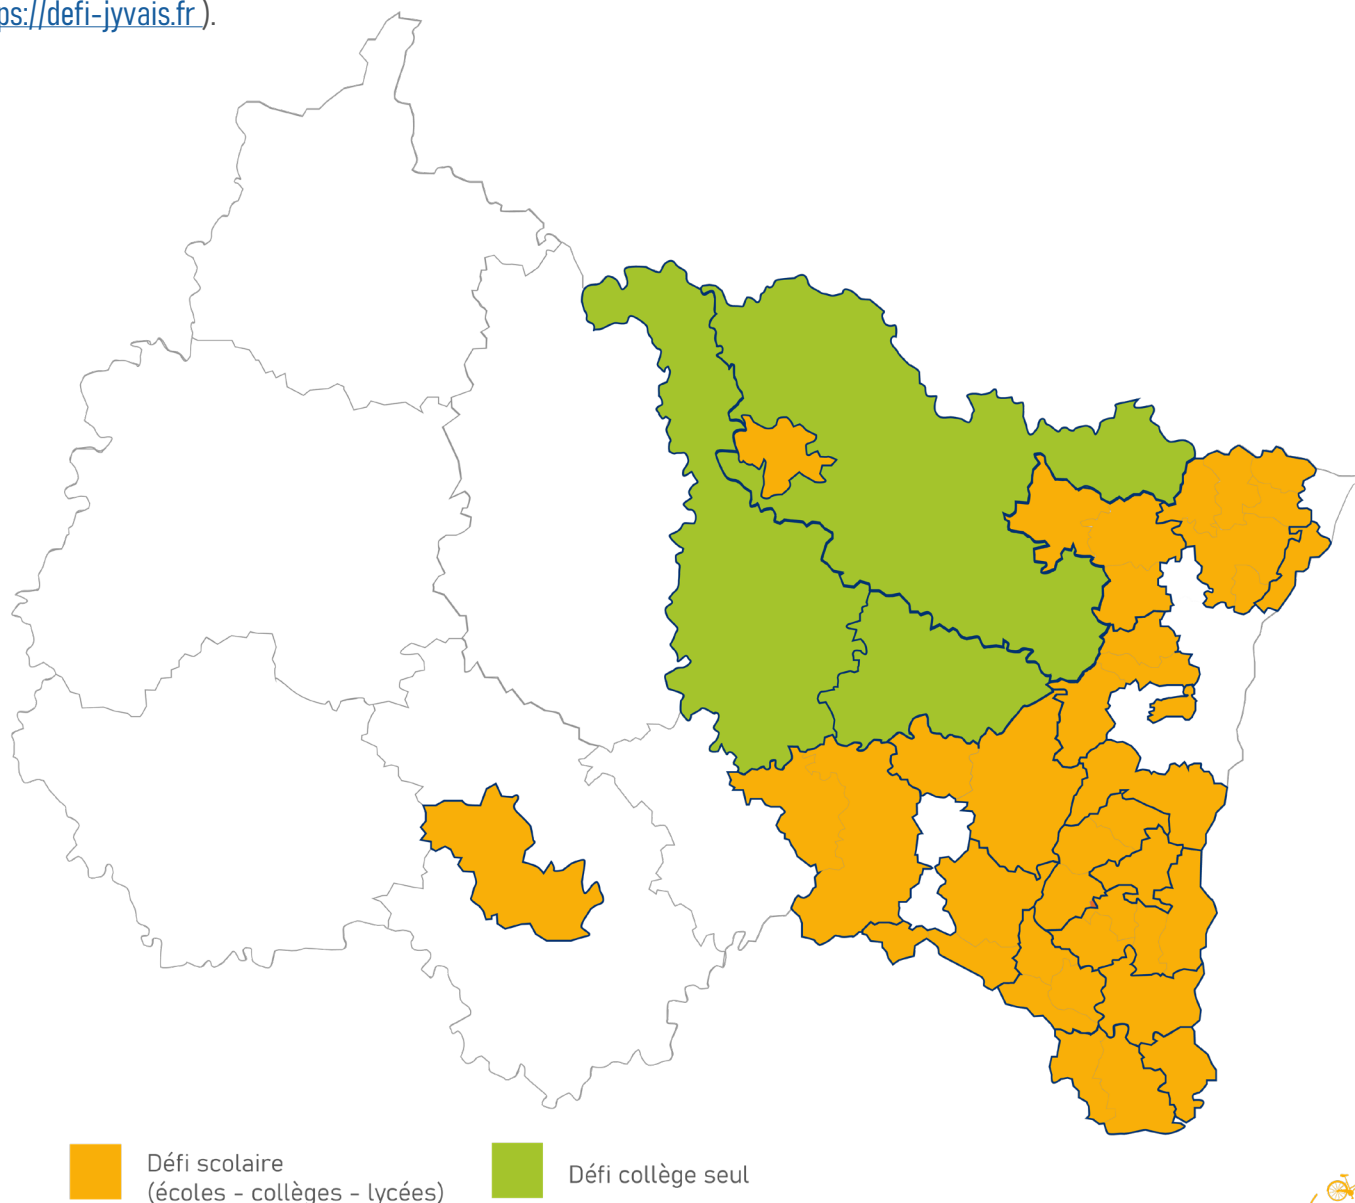 ps://defi-jyvais.fr ).
Défi scolaire
(écoles - collèges - lycées)
Défi collège seul